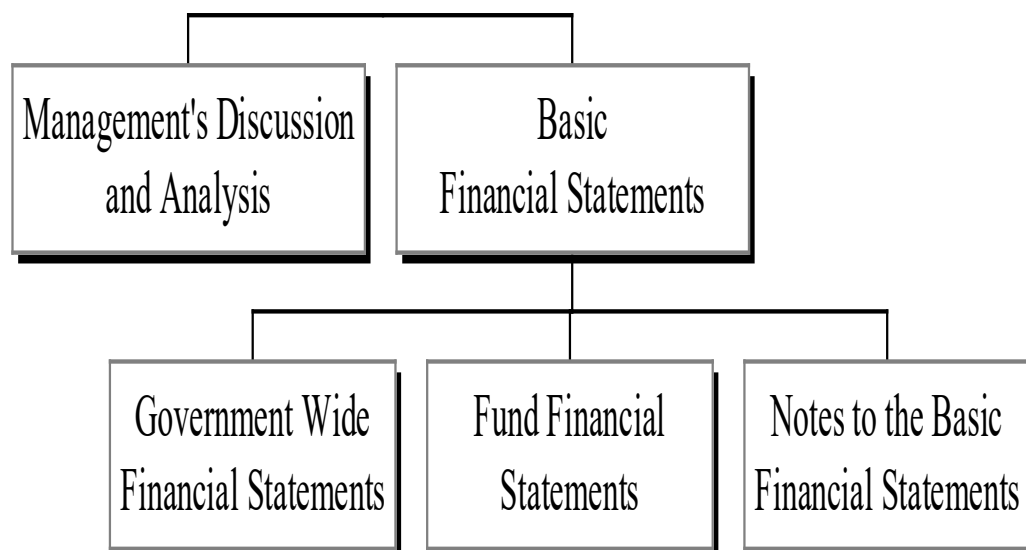 Management's Discussion
and Analysis
Basic
Financial Statements
Government Wide
Financial Statements
Fund Financial
Statements
Notes to the Basic
Financial Statements